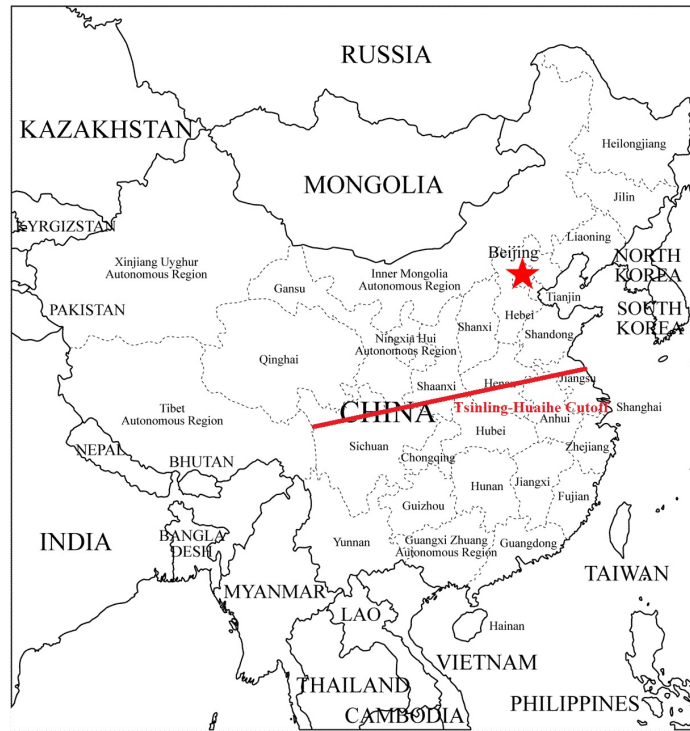 RUSSIA
KAZAKHSTAN
Heilongjiang
MONGOLIA
Jilin
KYRGIZSTAN
Liaoning
Beijing
NORTH
KOREA
Xinjiang Uyghur
Autonomous Region
Inner Mongolia
Autonomous Region
Gansu
Tianjin
PAKISTAN
Hebei
SOUTH
KOREA
Shanxi
Shandong
Ningxia Hui
Autonomous Region
Qinghai
Shaanxi
Henan
Jiangsu
Tibet
Autonomous Region
CHINA
Tsinling-Huaihe Cutoff
Shanghai
Anhui
Hubei
Sichuan
Zhejiang
NEPAL
Chongqing
BHUTAN
Hunan
Jiangxi
Fujian
Guizhou
INDIA
BANGLA
DESH
Yunnan
Guangxi Zhuang
Autonomous Region
Guangdong
TAIWAN
MYANMAR
LAO
Hainan
VIETNAM
THAILAND
PHILIPPINES
CAMBODIA